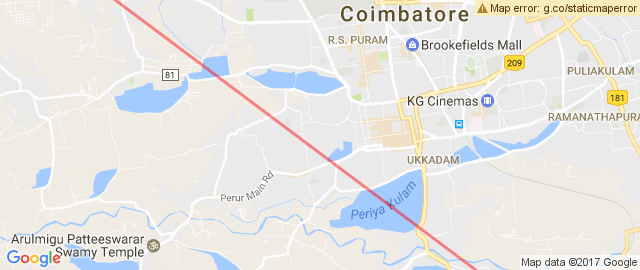 Map error: g.co/staticmaperror
Coimbatore
R.S. PURAM
Brookefields Mall
209
PULIAKULAM
81
KG Cinemas
181
RAMANATHAPURA
UKKADAM
Perur Main Rd
Periya Kulam
Arulmigu Patteeswarar
Swamy Temple
Google
Map data ©2017 Google